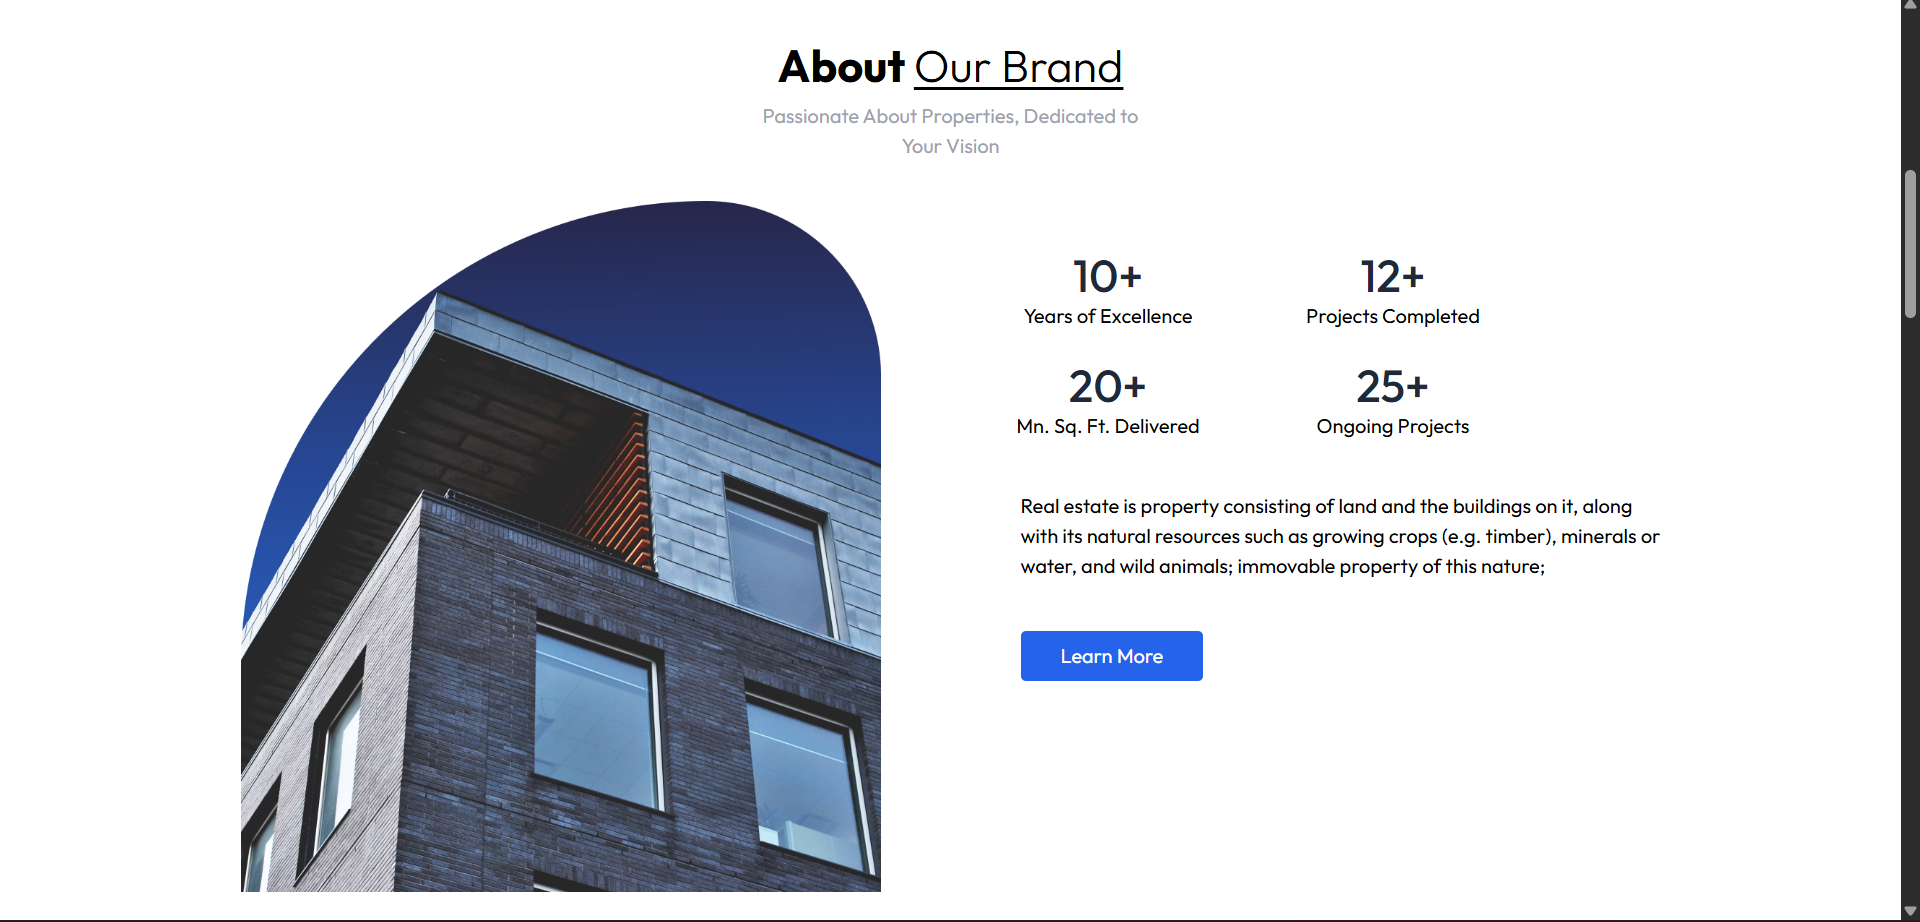 About Our Brand
Passionate About Properties, Dedicated to
Your Vision
10+
Years of Excellence
12+
Projects Completed
20+
Mn. Sq. Ft. Delivered
25+
Ongoing Projects
Real estate is property consisting of land and the buildings on it, along
with its natural resources such as growing crops (e.g. timber), minerals or
water, and wild animals; immovable property of this nature;
Learn More